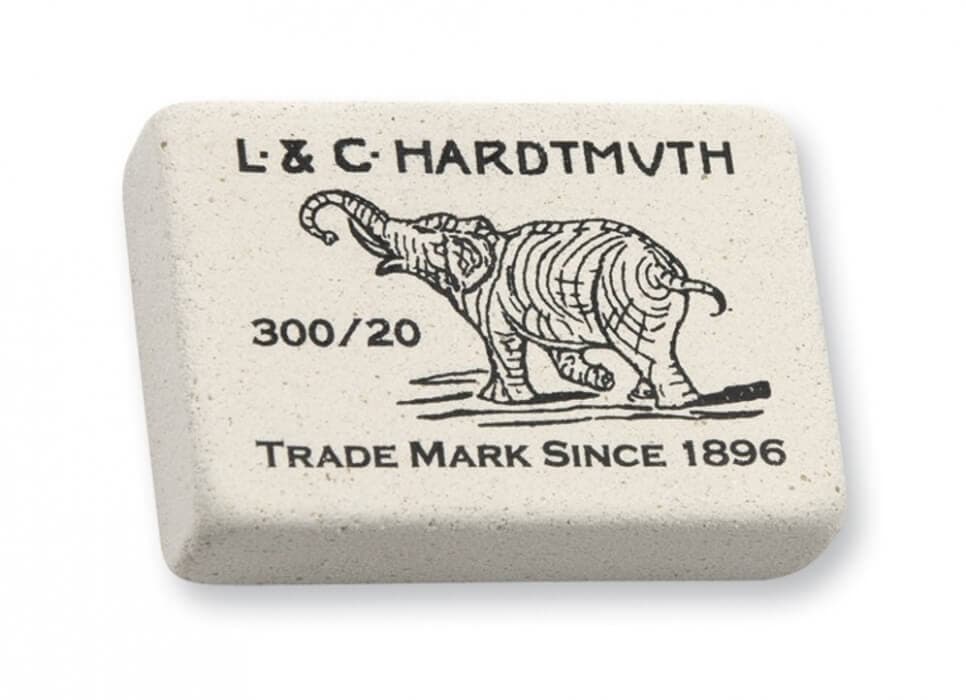 L·& C· HARDTMVTH
300/20
TRADE MARK SINCE 1896